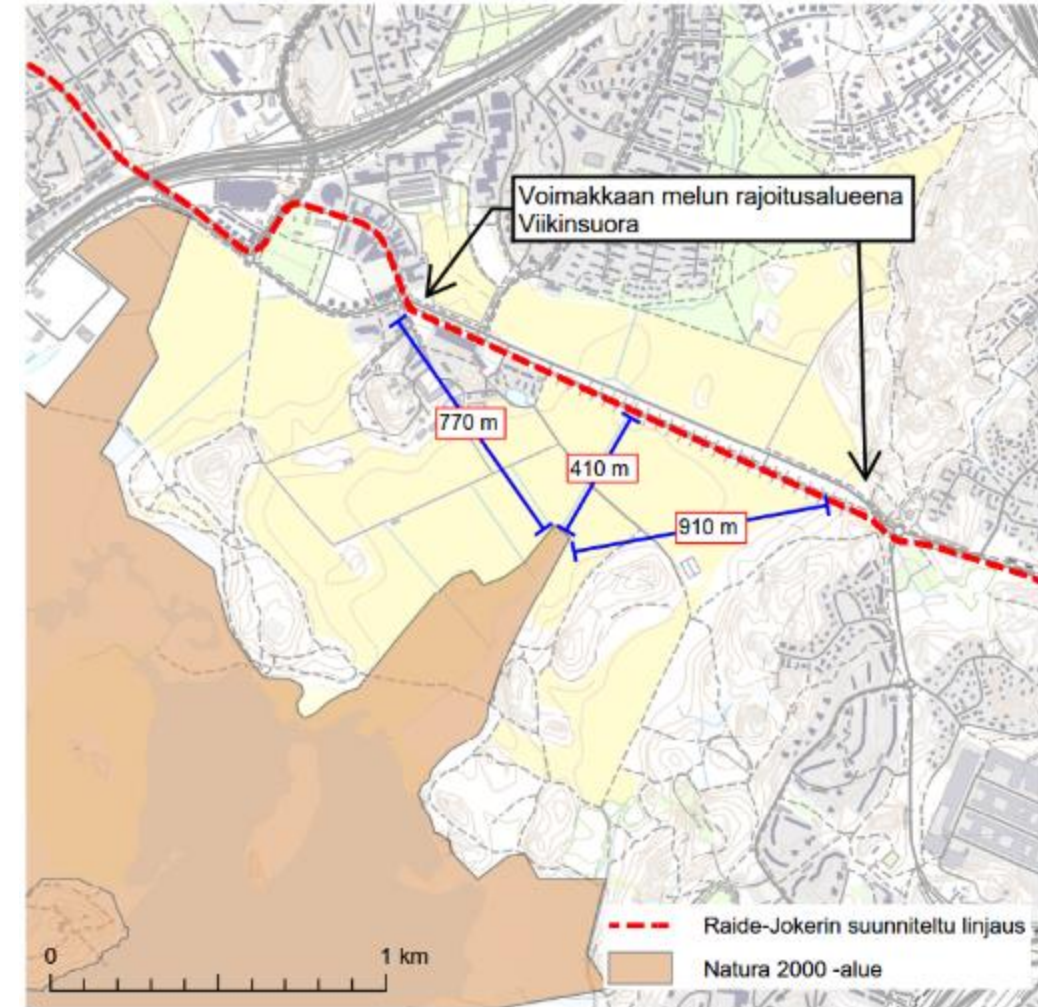 Voimakkaan melun rajoitusalueena
Viikinsuora
770 m
410 m
910 m
Raide-Jokerin suunniteltu linjaus
Natura 2000 -alue
0
1 km